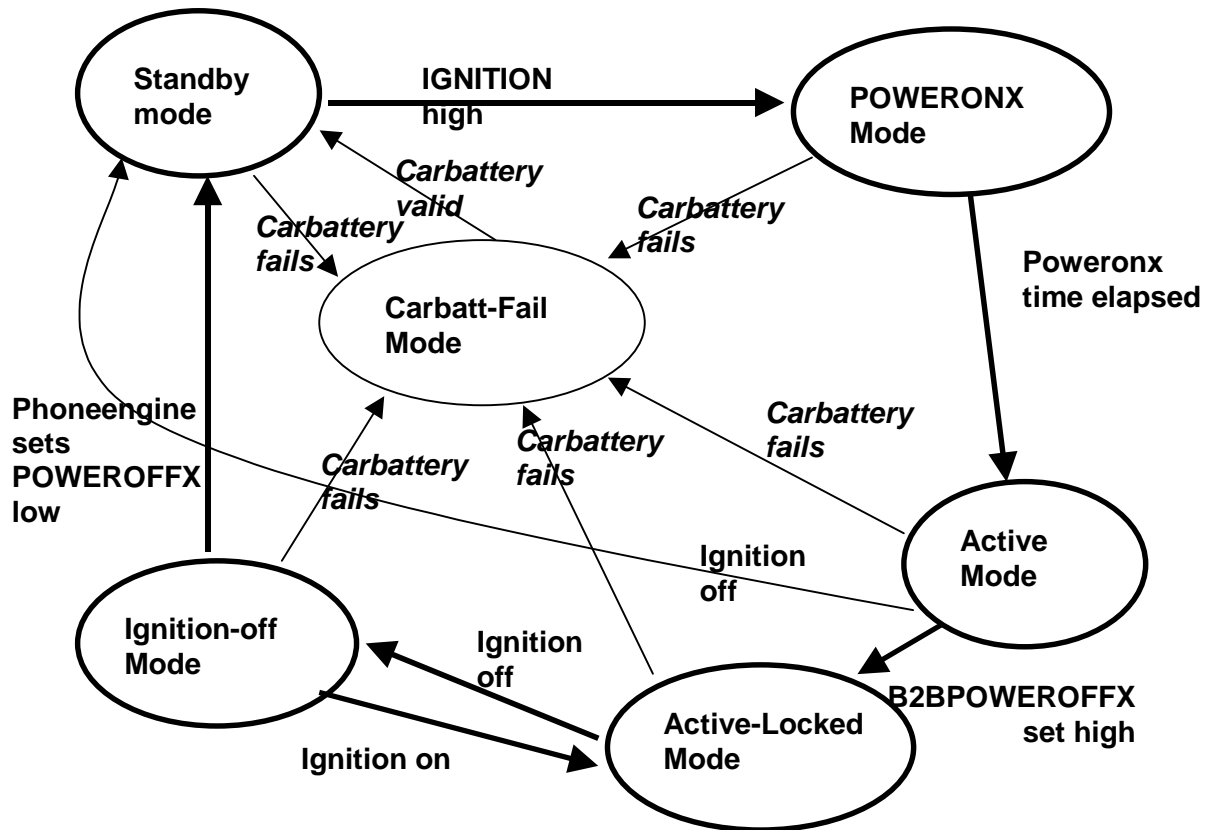 Standby
mode
IGNITION
high
POWERONX
Mode
Carbattery
valid
Carbattery
fails
Carbattery
fails
Poweronx
time elapsed
Carbatt-Fail
Mode
Phoneengine
sets
POWEROFFX
low
Carbattery
fails
Carbattery
fails
Carbattery
fails
Ignition
off
Active
Mode
Ignition-off
Mode
Ignition
off
B2BPOWEROFFX
set high
Active-Locked
Mode
Ignition on